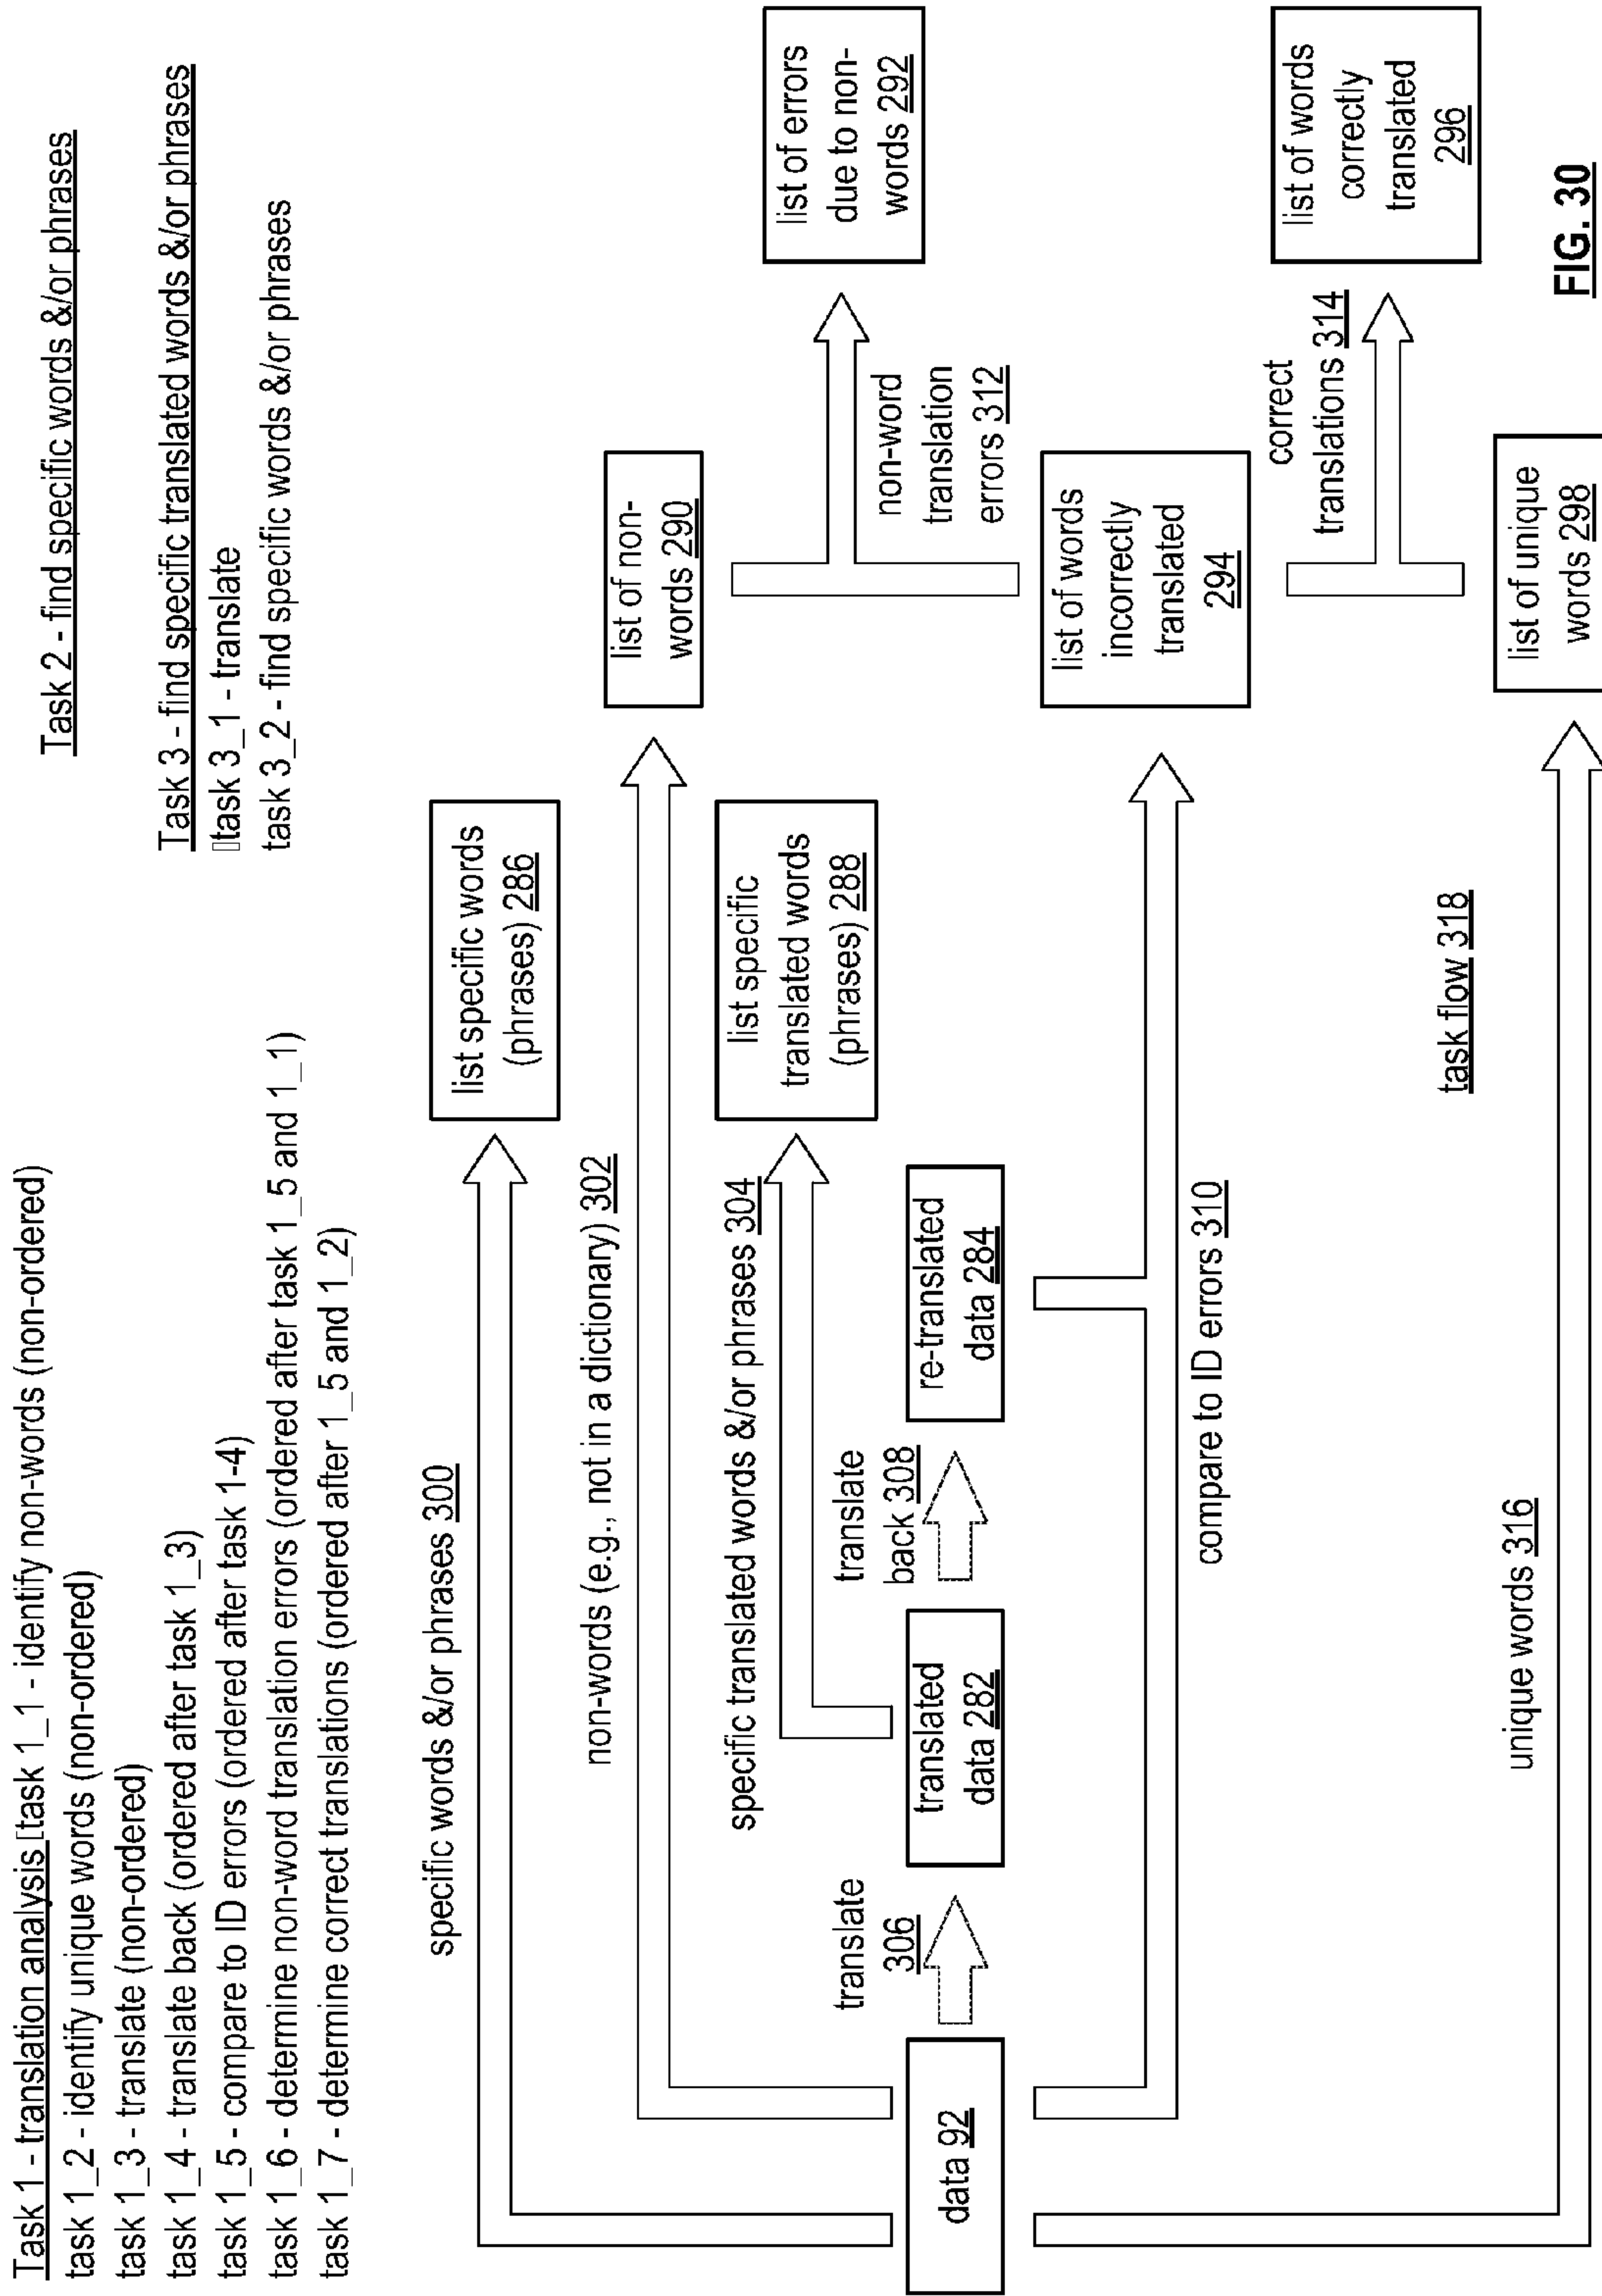 Task 1 - translation analysis [task 1_1 - identify non-words (non-ordered)
task 1_2 - identify unique words (non-ordered)
task 1_3 - translate (non-ordered)
task 1_4 - translate back (ordered after task 1_3)
task 1_5 - compare to ID errors (ordered after task 1-4)
task 1_6 - determine non-word translation errors (ordered after task 1_5 and 1_1)
task 1_7 - determine correct translations (ordered after 1_5 and 1_2)
Task 2 - find specific words &/or phrases
Task 3 - find specific translated words &/or phrases
task 3_1 - translate
task 3_2 - find specific words &/or phrases
specific words &/or phrases 300
list specific words
(phrases) 286
non-words (e.g., not in a dictionary) 302
list of non-
words 290
specific translated words &/or phrases 304
list specific
translated words
(phrases) 288
list of errors
due to non-
words 292
non-word
translation
errors 312
data 92
translate
306
translated
data 282
translate
back 308
re-translated
data 284
list of words
incorrectly
translated
294
compare to ID errors 310
correct
translations 314
list of words
correctly
translated
296
task flow 318
unique words 316
list of unique
words 298
FIG. 30